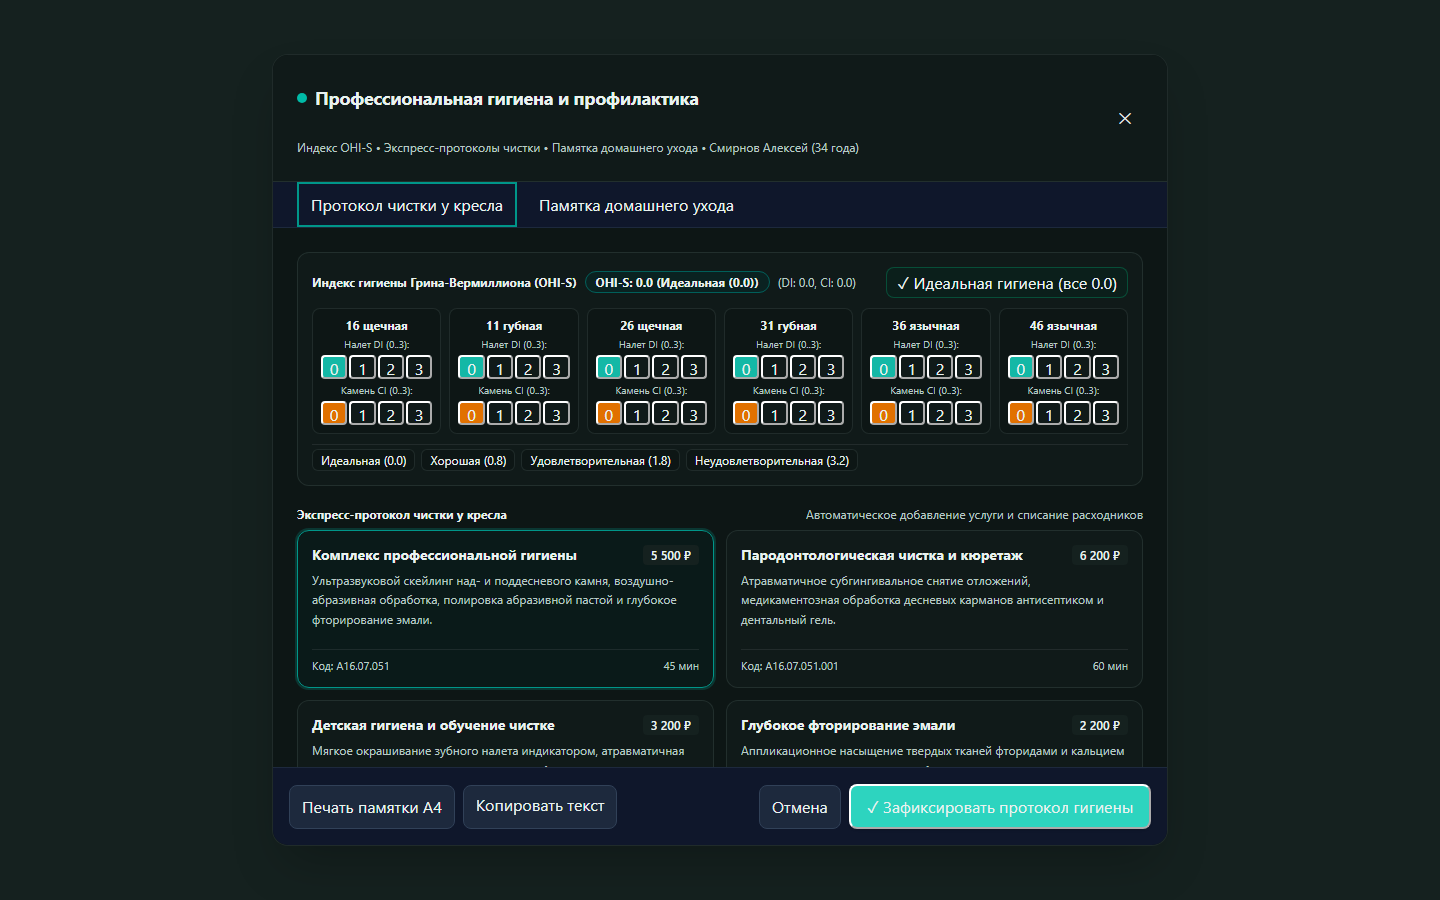 Профессиональная гигиена и профилактика
×
Индекс OHI-S • Экспресс-протоколы чистки • Памятка домашнего ухода • Смирнов Алексей (34 года)
Протокол чистки у кресла Памятка домашнего ухода
Индекс гигиены Грина-Вермиллиона (OHI-S) OHI-S: 0.0 (Идеальная (0.0)) (DI: 0.0, CI: 0.0) ✓ Идеальная гигиена (все 0.0)
16 щечная 11 губная 26 щечная 31 губная 36 язычная 46 язычная
Налет DI (0..3): Налет DI (0..3): Налет DI (0..3): Налет DI (0..3): Налет DI (0..3): Налет DI (0..3):
0 1 2 3 0 1 2 3 0 1 2 3 0 1 2 3 0 1 2 3 0 1 2 3
Камень CI (0..3): Камень CI (0..3): Камень CI (0..3): Камень CI (0..3): Камень CI (0..3): Камень CI (0..3):
0 1 2 3 0 1 2 3 0 1 2 3 0 1 2 3 0 1 2 3 0 1 2 3
Идеальная (0.0) Хорошая (0.8) Удовлетворительная (1.8) Неудовлетворительная (3.2)
Экспресс-протокол чистки у кресла Автоматическое добавление услуги и списание расходников
Комплекс профессиональной гигиены 5 500 ₽
Ультразвуковой скейлинг над- и поддесневого камня, воздушно-
абразивная обработка, полировка абразивной пастой и глубокое
фторирование эмали.
Код: A16.07.051 45 мин
Пародонтологическая чистка и кюретаж 6 200 ₽
Атравматичное субгингивальное снятие отложений,
медикаментозная обработка десневых карманов антисептиком и
дентальный гель.
Код: A16.07.051.001 60 мин
Детская гигиена и обучение чистке 3 200 ₽
Мягкое окрашивание зубного налета индикатором, атравматичная
Глубокое фторирование эмали 2 200 ₽
Аппликационное насыщение твердых тканей фторидами и кальцием
Печать памятки А4 Копировать текст Отмена ✓ Зафиксировать протокол гигиены